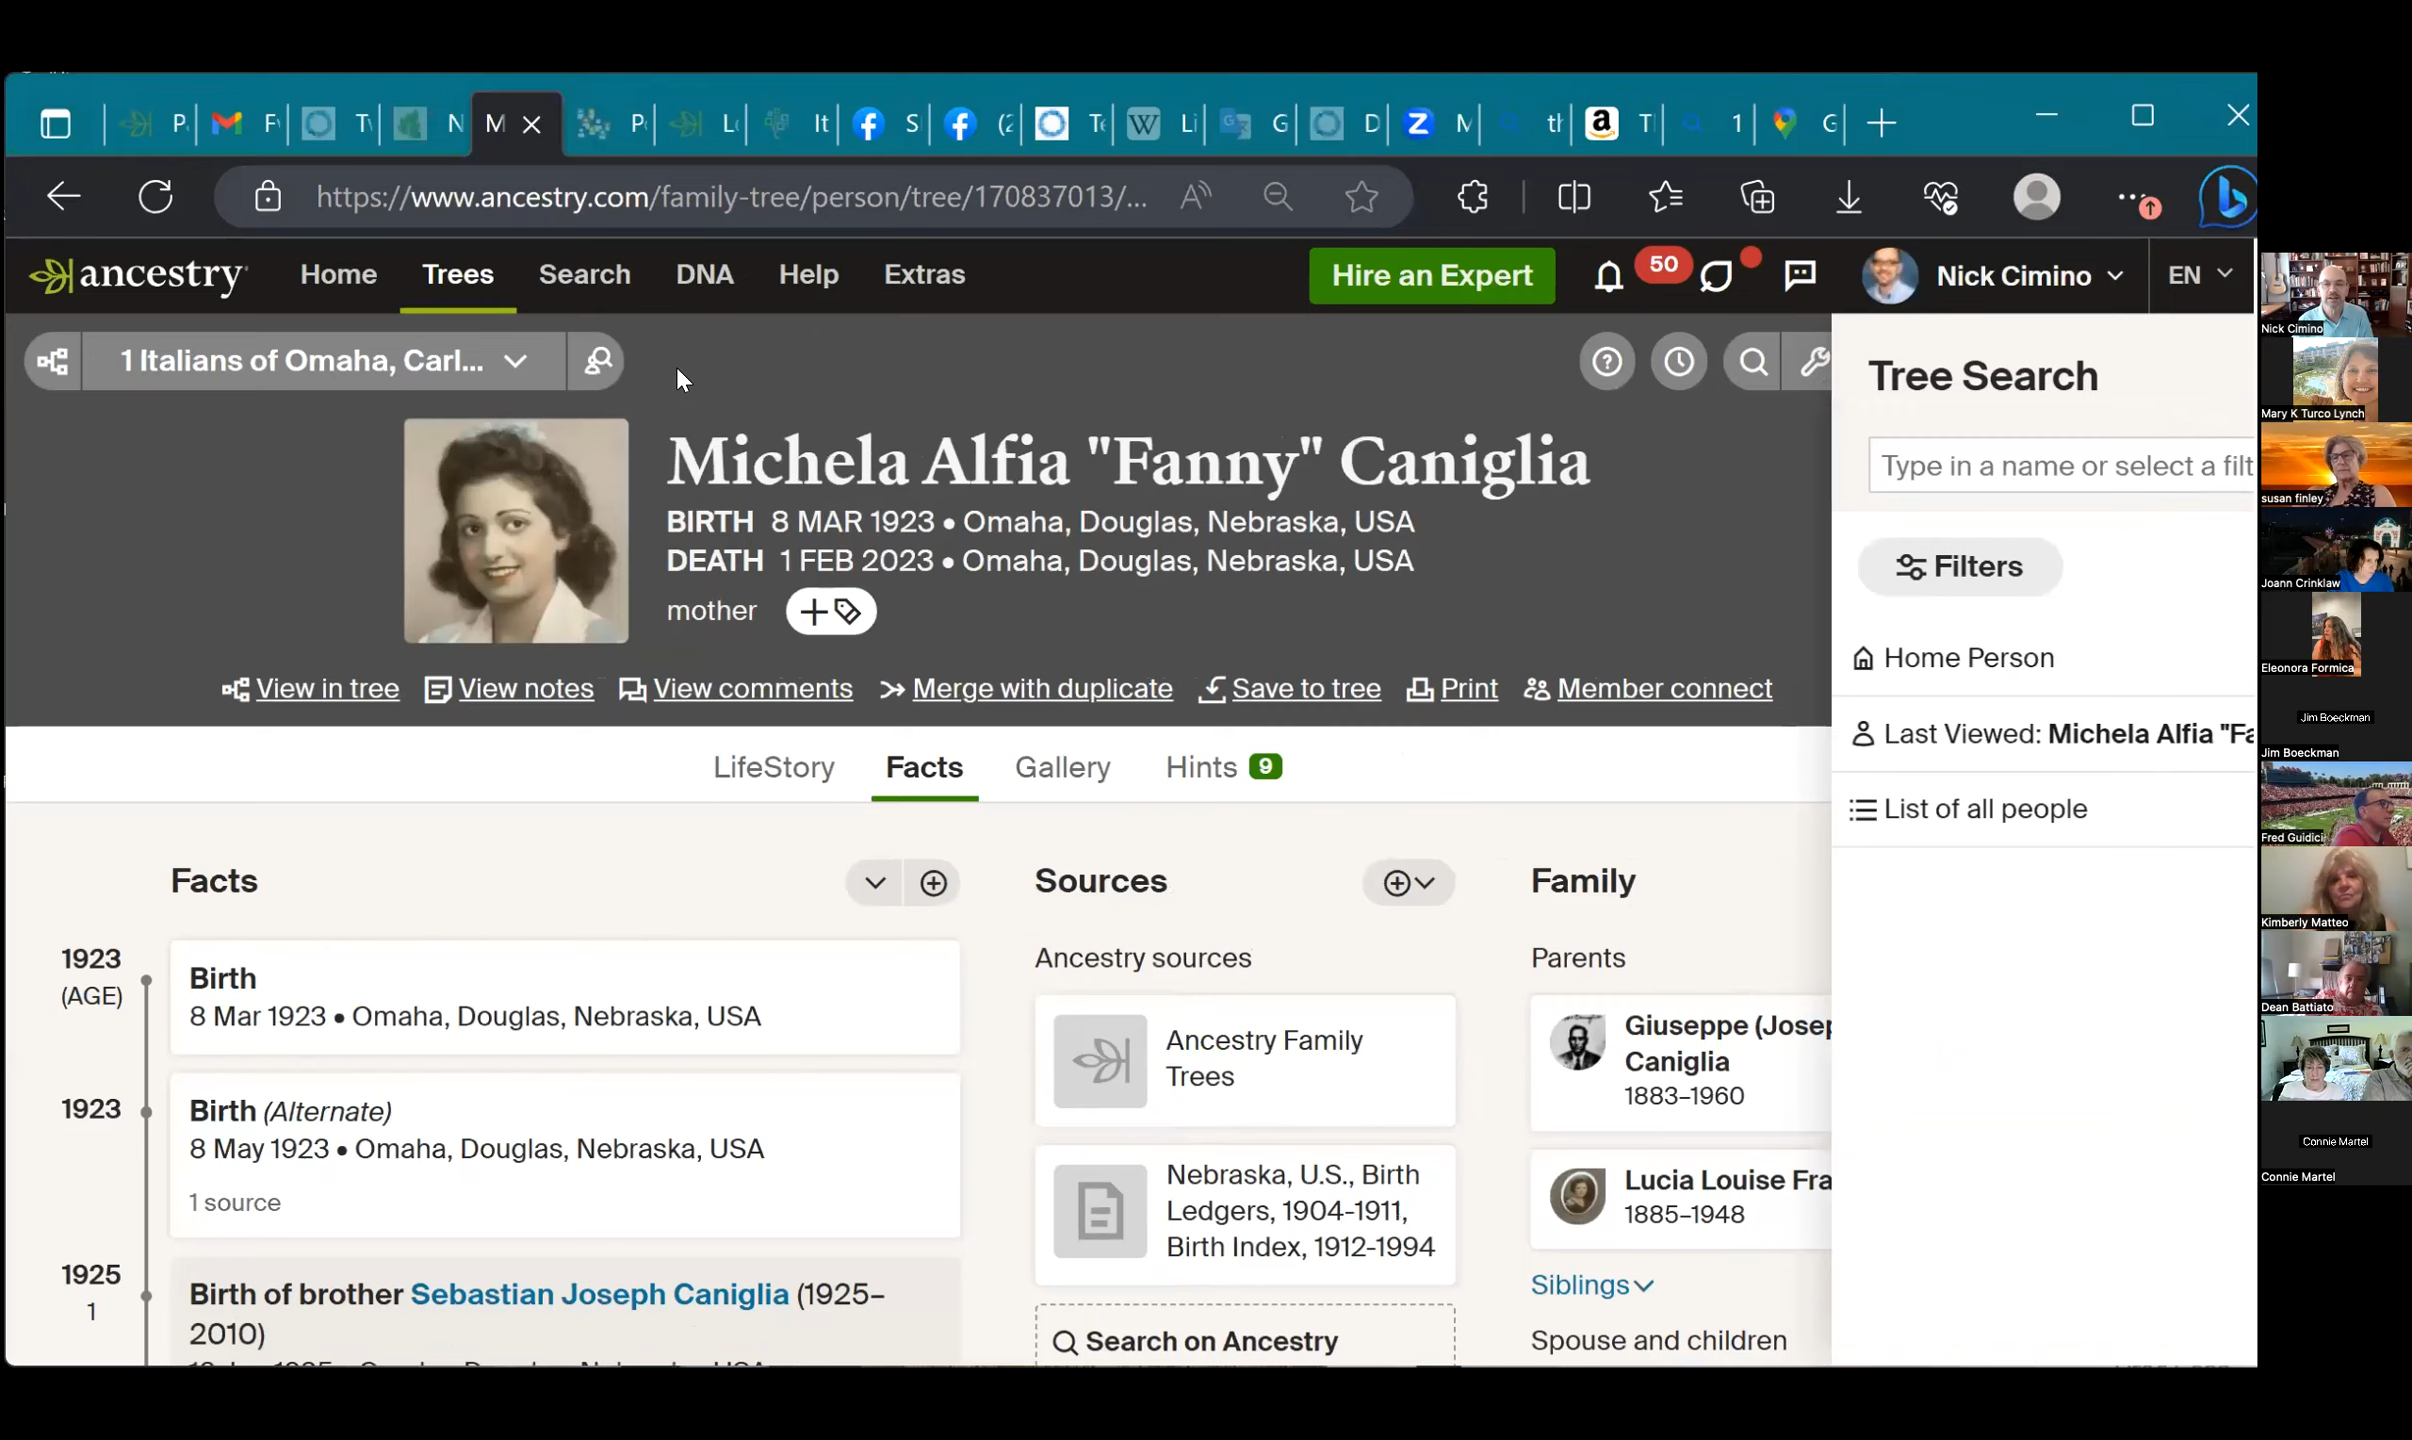 P
F
T
N
M
P
L
It
S
(2
T
Li
G
D
M
th
T
1
G
https://www.ancestry.com/family-tree/person/tree/170837013/...
ancestry
Home
Trees
Search
DNA
Help
Extras
Hire an Expert
50
Nick Cimino
EN
1 Italians of Omaha, Carl...
Michela Alfia "Fanny" Caniglia
BIRTH 8 MAR 1923 • Omaha, Douglas, Nebraska, USA
DEATH 1 FEB 2023 • Omaha, Douglas, Nebraska, USA
mother
View in tree
View notes
View comments
Merge with duplicate
Save to tree
Print
Member connect
LifeStory
Facts
Gallery
Hints 9
Facts
1923
(AGE)
Birth
8 Mar 1923 • Omaha, Douglas, Nebraska, USA
1923
Birth (Alternate)
8 May 1923 • Omaha, Douglas, Nebraska, USA
1 source
1925
1
Birth of brother Sebastian Joseph Caniglia (1925–
2010)
Sources
Ancestry sources
Ancestry Family
Trees
Nebraska, U.S., Birth
Ledgers, 1904-1911,
Birth Index, 1912-1994
Search on Ancestry
Family
Parents
Giuseppe (Josep
Caniglia
1883–1960
Lucia Louise Fra
1885–1948
Siblings
Spouse and children
Tree Search
Type in a name or select a filt
Filters
Home Person
Last Viewed: Michela Alfia "Fa
List of all people
Nick Cimino
Mary K Turco Lynch
susan finley
Joann Crinklaw
Eleonora Formica
Jim Boeckman
Jim Boeckman
Fred Guidici
Kimberly Matteo
Dean Battiato
Connie Martel
Connie Martel